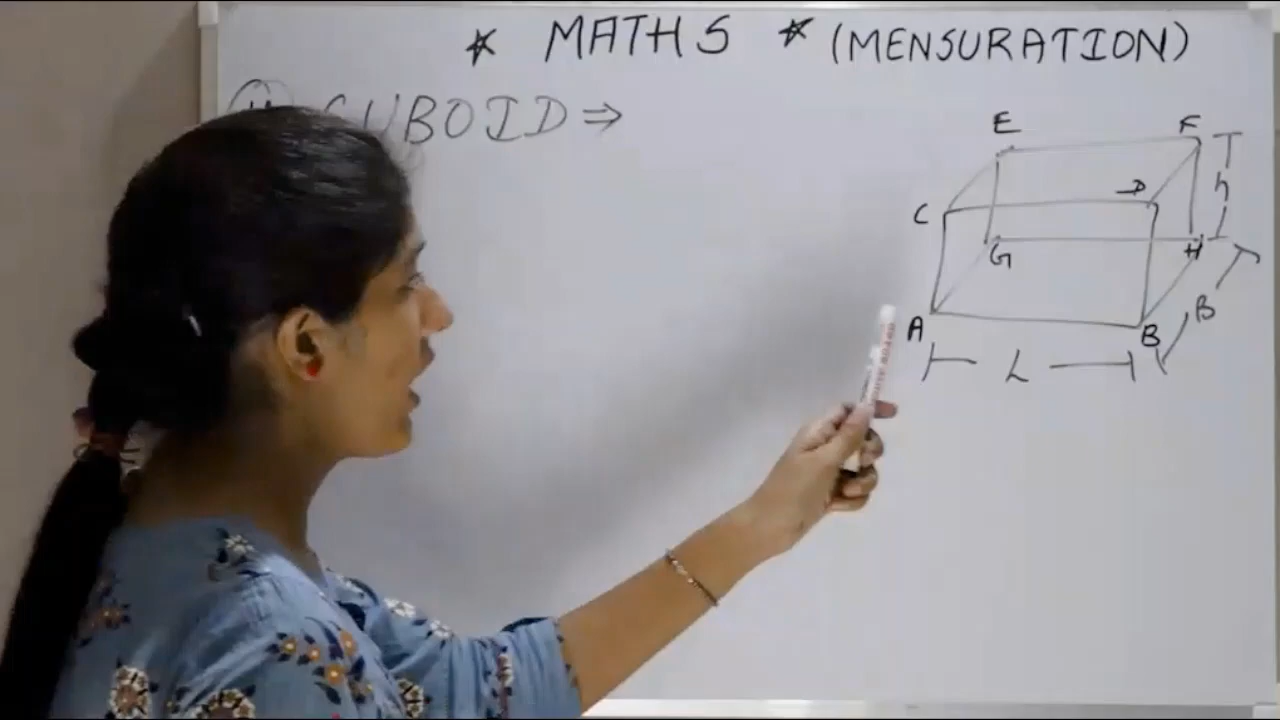 * MATHS * (MENSURATION)
CUBOID ⇒
E F
h
D
C
G H
B
A B
L